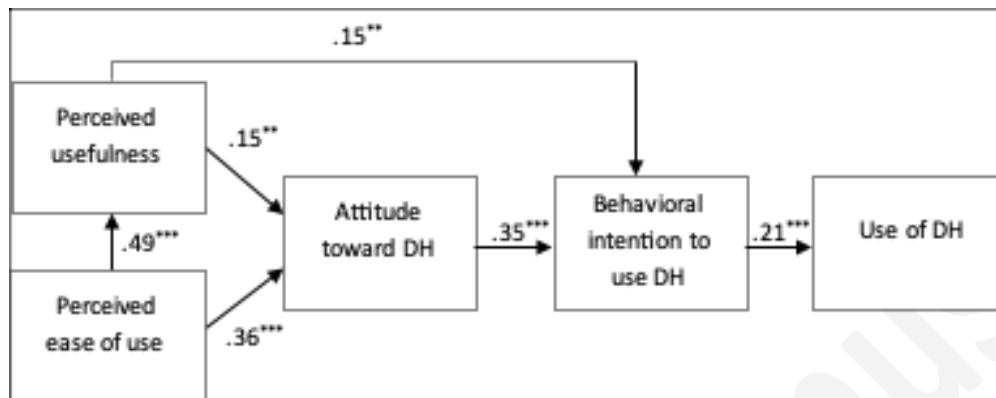 .15**
Perceived
usefulness
.15**
Attitude
toward DH
.35***
Behavioral
intention to
use DH
.21***
Use of DH
.49***
Perceived
ease of use
.36***